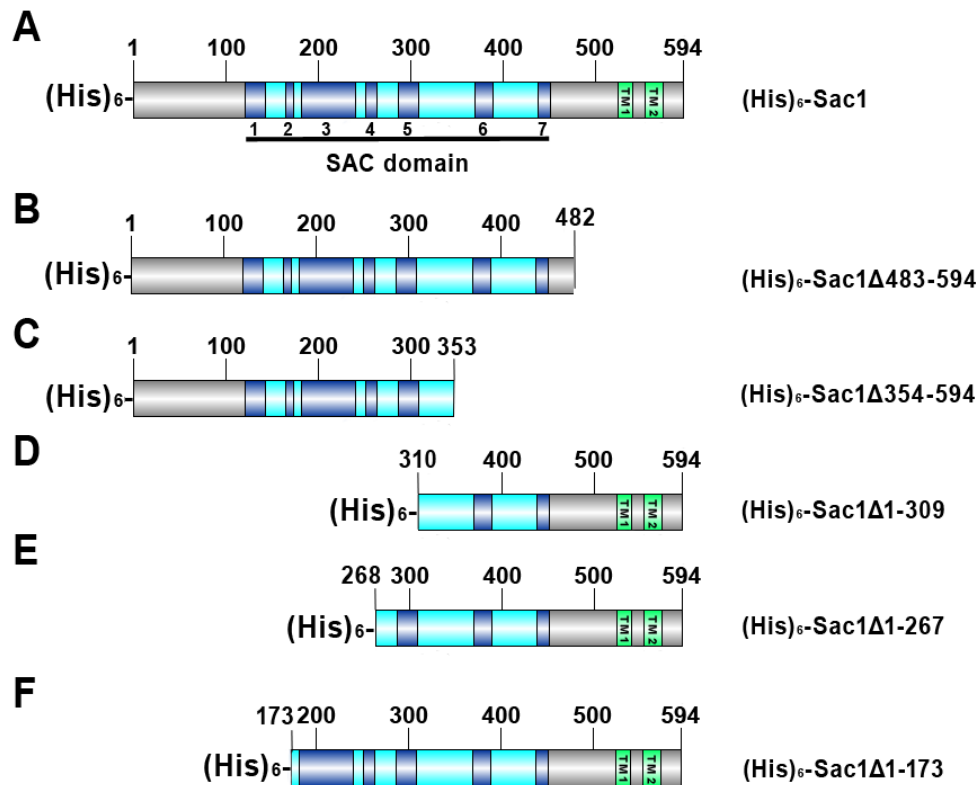 A
1 100 200 300 400 500 594
(His)₆- TM1 TM2 (His)₆-Sac1
1 2 3 4 5 6 7
SAC domain
B
1 100 200 300 400 482
(His)₆- (His)₆-Sac1Δ483-594
C
1 100 200 300 353
(His)₆- (His)₆-Sac1Δ354-594
D
310 400 500 594
(His)₆- TM1 TM2 (His)₆-Sac1Δ1-309
E
268 300 400 500 594
(His)₆- TM1 TM2 (His)₆-Sac1Δ1-267
F
173 200 300 400 500 594
(His)₆- TM1 TM2 (His)₆-Sac1Δ1-173